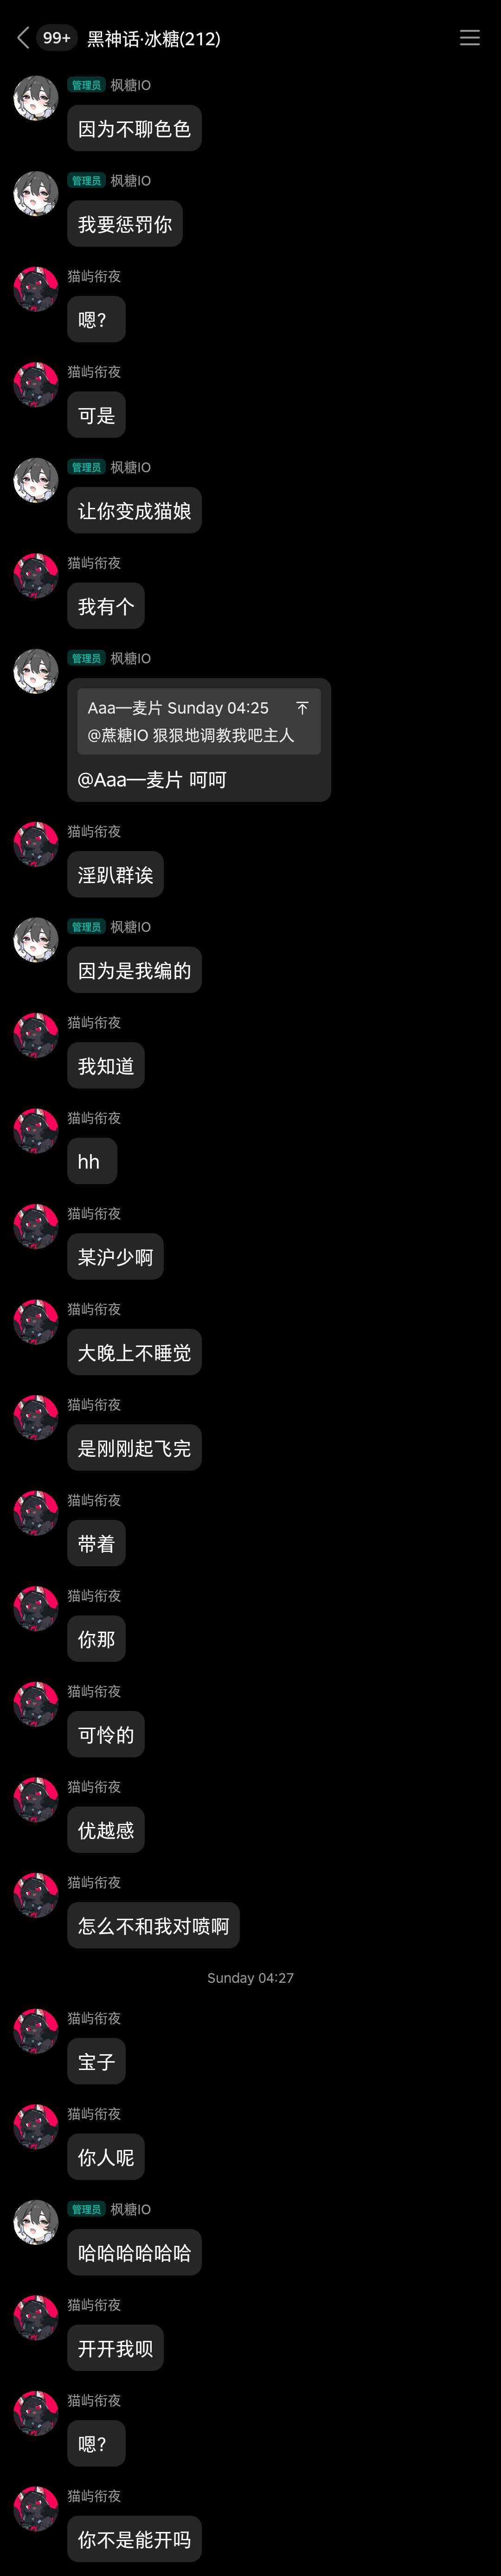 99+ 黑神话·冰糖(212)
管理员 枫糖IO
因为不聊色色
管理员 枫糖IO
我要惩罚你
猫屿衔夜
嗯？
猫屿衔夜
可是
管理员 枫糖IO
让你变成猫娘
猫屿衔夜
我有个
管理员 枫糖IO
Aaa—麦片 Sunday 04:25
@蔗糖IO 狠狠地调教我吧主人
@Aaa—麦片 呵呵
猫屿衔夜
淫趴群诶
管理员 枫糖IO
因为是我编的
猫屿衔夜
我知道
猫屿衔夜
hh
猫屿衔夜
某沪少啊
猫屿衔夜
大晚上不睡觉
猫屿衔夜
是刚刚起飞完
猫屿衔夜
带着
猫屿衔夜
你那
猫屿衔夜
可怜的
猫屿衔夜
优越感
猫屿衔夜
怎么不和我对喷啊
Sunday 04:27
猫屿衔夜
宝子
猫屿衔夜
你人呢
管理员 枫糖IO
哈哈哈哈哈哈
猫屿衔夜
开开我呗
猫屿衔夜
嗯？
猫屿衔夜
你不是能开吗